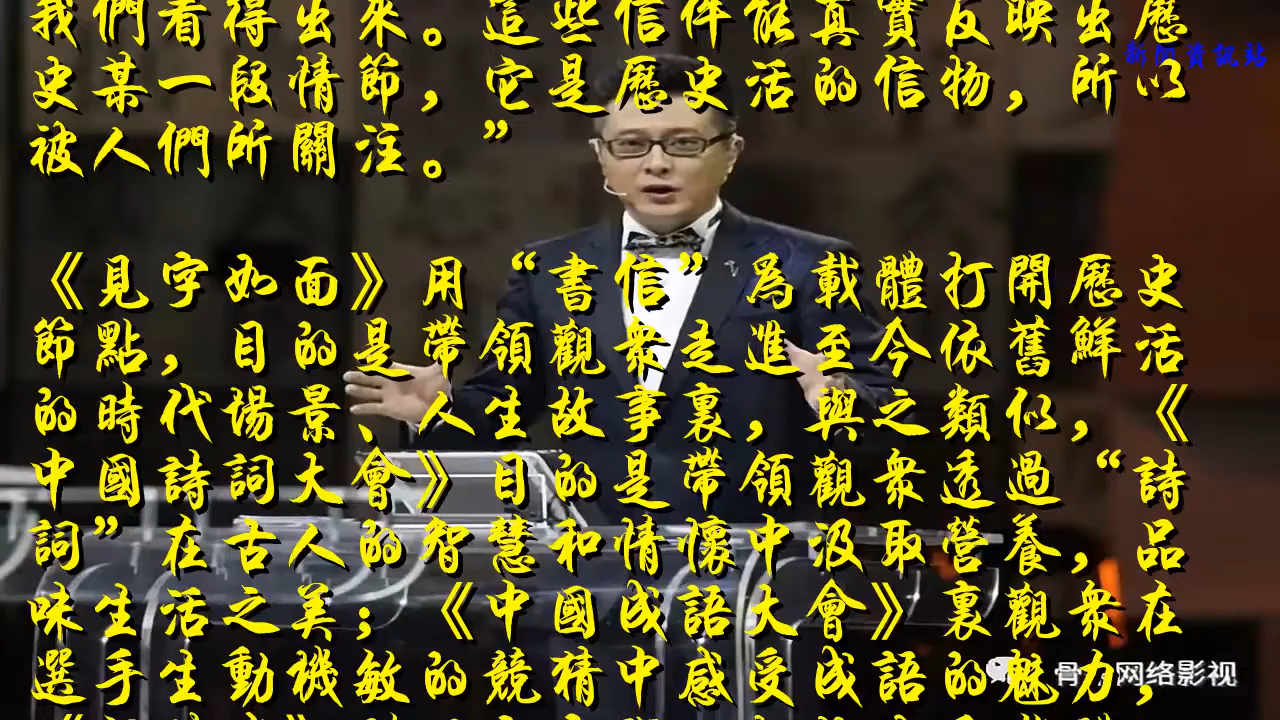 我們看得出來。這些信件能真實反映出歷
史某一段情節，它是歷史活的信物，所以
被人們所關注。”
《見字如面》用“書信”爲載體打開歷史
節點，目的是帶領觀衆走進至今依舊鮮活
的時代場景、人生故事裏，與之類似，《
中國詩詞大會》目的是帶領觀衆透過“詩
詞”在古人的智慧和情懷中汲取營養，品
味生活之美；《中國成語大會》裏觀衆在
選手生動機敏的競猜中感受成語的魅力，
資訊站
骨 网络影视